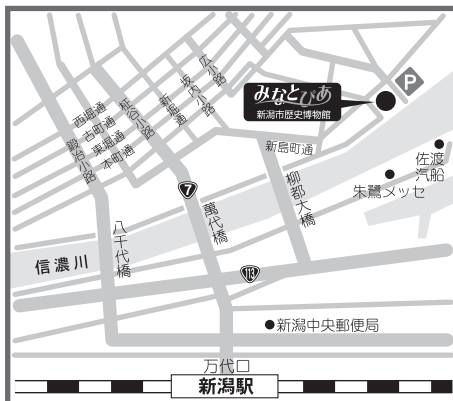 広小路
坂内小路
新堀通
柾谷小路
西堀通
古町通
東堀通
本町通
鍛冶小路
みなとぴあ
新潟市歴史博物館
P
新島町通
佐渡
汽船
朱鷺メッセ
7
柳都大橋
萬代橋
八千代橋
信濃川
113
新潟中央郵便局
万代口
新潟駅